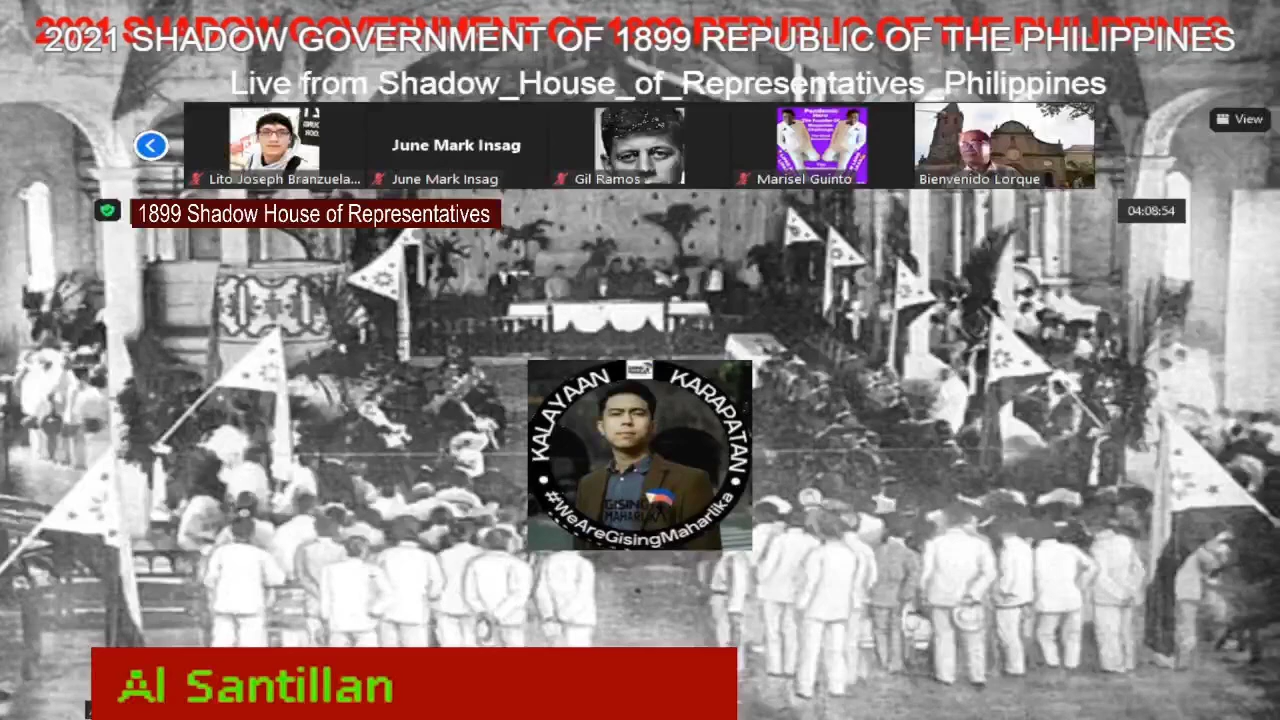 2021 SHADOW GOVERNMENT OF 1899 REPUBLIC OF THE PHILIPPINES
Live from Shadow_House_of_Representatives_Philippines
June Mark Insag
View
Lito Joseph Branzuela...
June Mark Insag
Gil Ramos
Marisel Guinto
Bienvenido Lorque
1899 Shadow House of Representatives
04:08:54
KALAYAAN
KARAPATAN
GISING
MAHARLIKA
#WeAreGisingMaharlika
Al Santillan